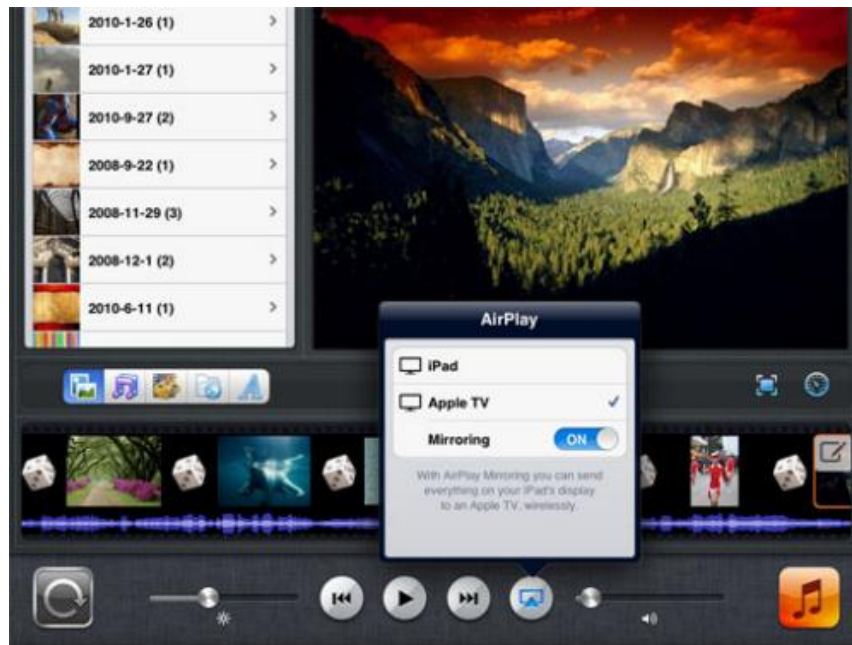 2010-1-26 (1)
2010-1-27 (1)
2010-9-27 (2)
2008-9-22 (1)
2008-11-29 (3)
2008-12-1 (2)
2010-6-11 (1)
AirPlay
iPad
Apple TV
Mirroring ON
With AirPlay Mirroring you can send
everything on your iPad's display
to an Apple TV, wirelessly.